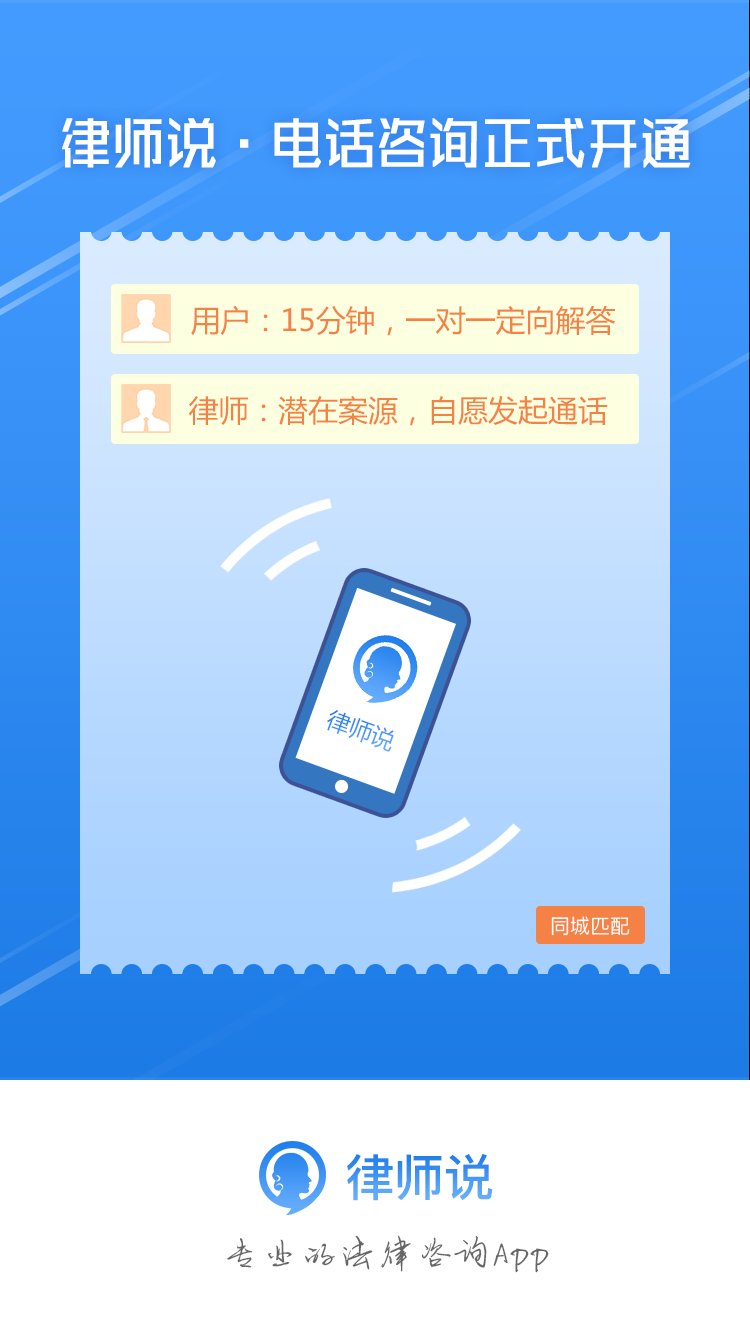 律师说·电话咨询正式开通
用户：15分钟，一对一定向解答
律师：潜在案源，自愿发起通话
律师说
同城匹配
律师说
专业的法律咨询App